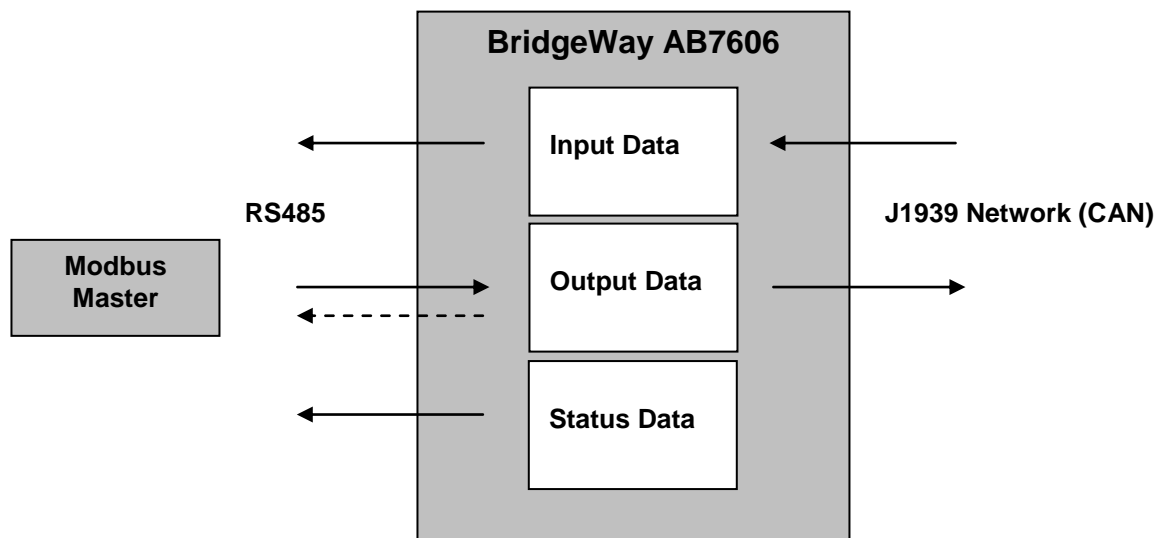 BridgeWay AB7606
Input Data
RS485
J1939 Network (CAN)
Modbus
Master
Output Data
Status Data